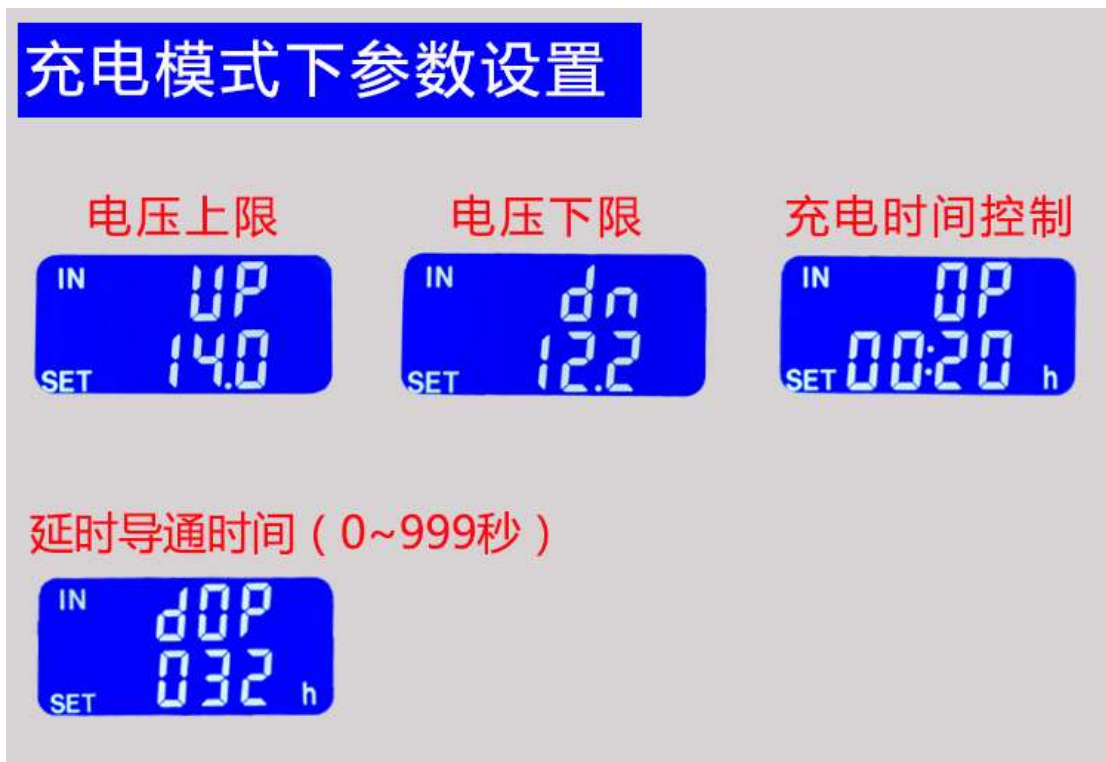 充电模式下参数设置
电压上限
IN UP
SET 14.0
电压下限
IN dn
SET 12.2
充电时间控制
IN OP
SET 00:20 h
延时导通时间（0~999秒）
IN dOP
SET 032 h